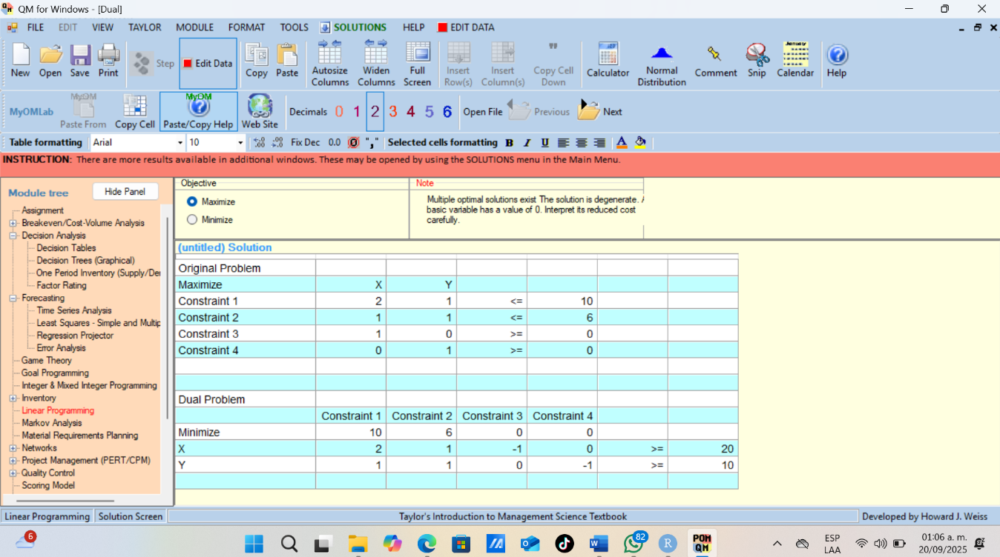 QM for Windows - [Dual]
FILE EDIT VIEW TAYLOR MODULE FORMAT TOOLS SOLUTIONS HELP EDIT DATA
New Open Save Print Step Edit Data Copy Paste Autosize Columns Widen Columns Full Screen Insert Row(s) Insert Column(s) Copy Cell Down Calculator Normal Distribution Comment Snip Calendar Help
MyOMLab Paste From Copy Cell Paste/Copy Help Web Site Decimals 0 1 2 3 4 5 6 Open File Previous Next
Table formatting Arial 10 Fix Dec 0.0 "," Selected cells formatting B I U A
INSTRUCTION: There are more results available in additional windows. These may be opened by using the SOLUTIONS menu in the Main Menu.
Module tree Hide Panel
Assignment
Breakeven/Cost-Volume Analysis
Decision Analysis
Decision Tables
Decision Trees (Graphical)
One Period Inventory (Supply/De
Factor Rating
Forecasting
Time Series Analysis
Least Squares - Simple and Multip
Regression Projector
Error Analysis
Game Theory
Goal Programming
Integer & Mixed Integer Programming
Inventory
Linear Programming
Markov Analysis
Material Requirements Planning
Networks
Project Management (PERT/CPM)
Quality Control
Scoring Model
Objective
Maximize
Minimize
Note
Multiple optimal solutions exist The solution is degenerate.
basic variable has a value of 0. Interpret its reduced cost
carefully.
(untitled) Solution
Original Problem
Maximize X Y
Constraint 1 2 1 <= 10
Constraint 2 1 1 <= 6
Constraint 3 1 0 >= 0
Constraint 4 0 1 >= 0
Dual Problem
Constraint 1 Constraint 2 Constraint 3 Constraint 4
Minimize 10 6 0 0
X 2 1 -1 0 >= 20
Y 1 1 0 -1 >= 10
Linear Programming Solution Screen Taylor's Introduction to Management Science Textbook Developed by Howard J. Weiss
6
82
POM
QM
ESP
LAA
01:06 a. m.
20/09/2025